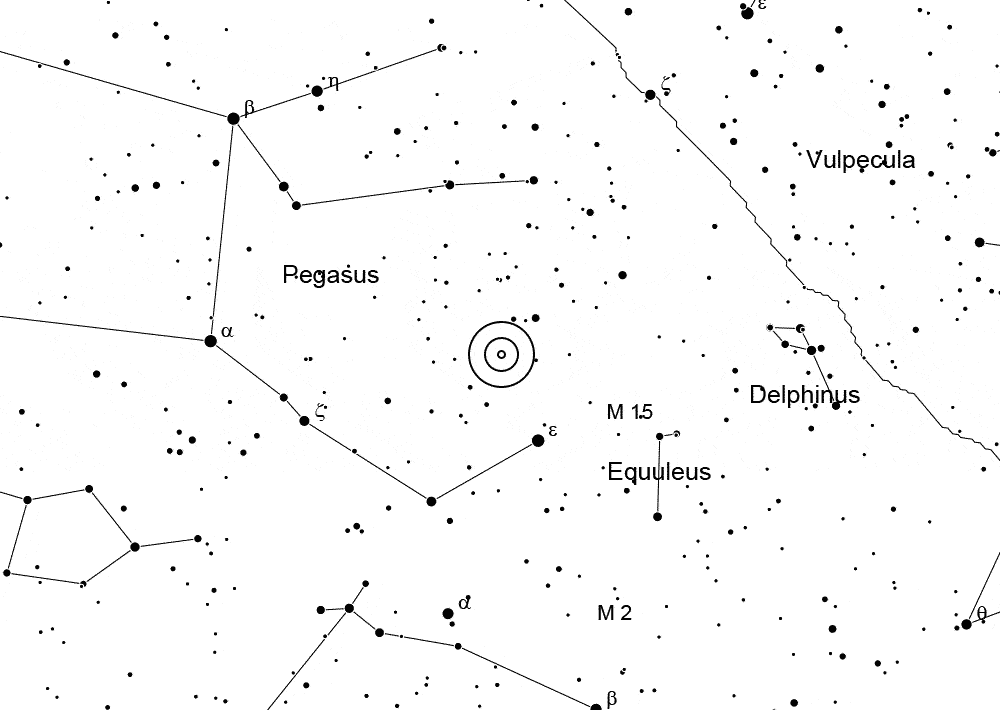 ε
η
ζ
β
Vulpecula
Pegasus
α
Delphinus
ζ
M 15
ε
Equuleus
α
M 2
θ
β